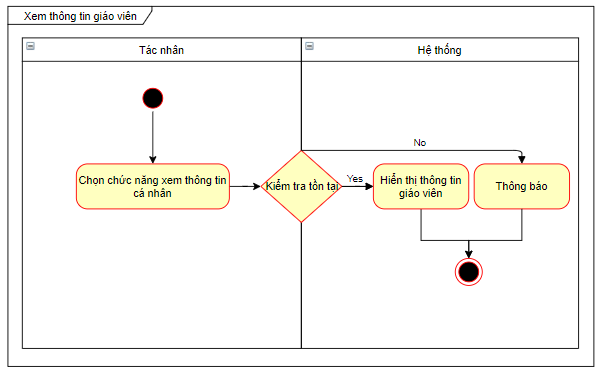 Xem thông tin giáo viên
Tác nhân
Hệ thống
No
Chọn chức năng xem thông tin
cá nhân
Kiểm tra tồn tại
Yes
Hiển thị thông tin
giáo viên
Thông báo